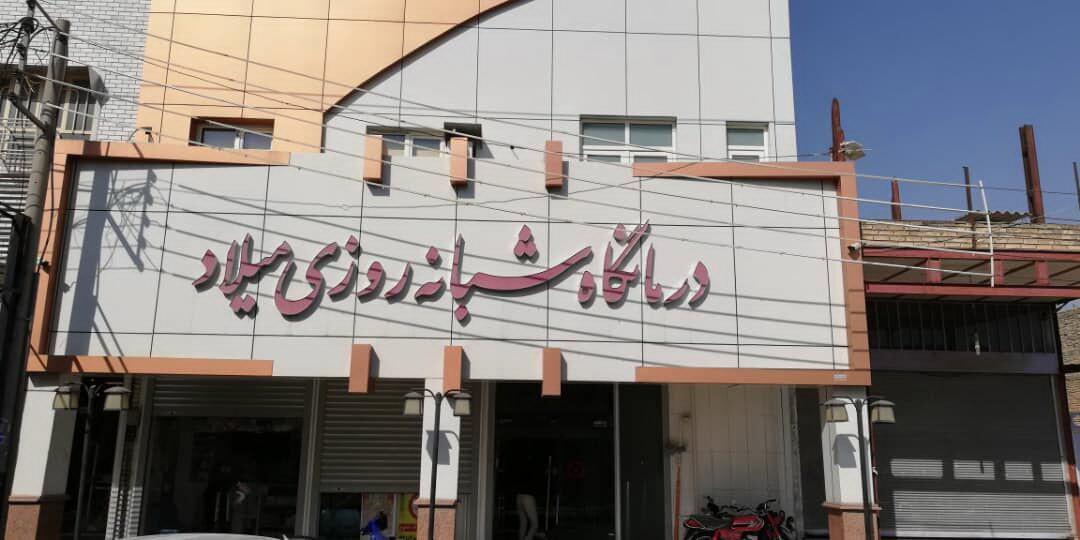 درمانگاه شبانه روزی میلاد